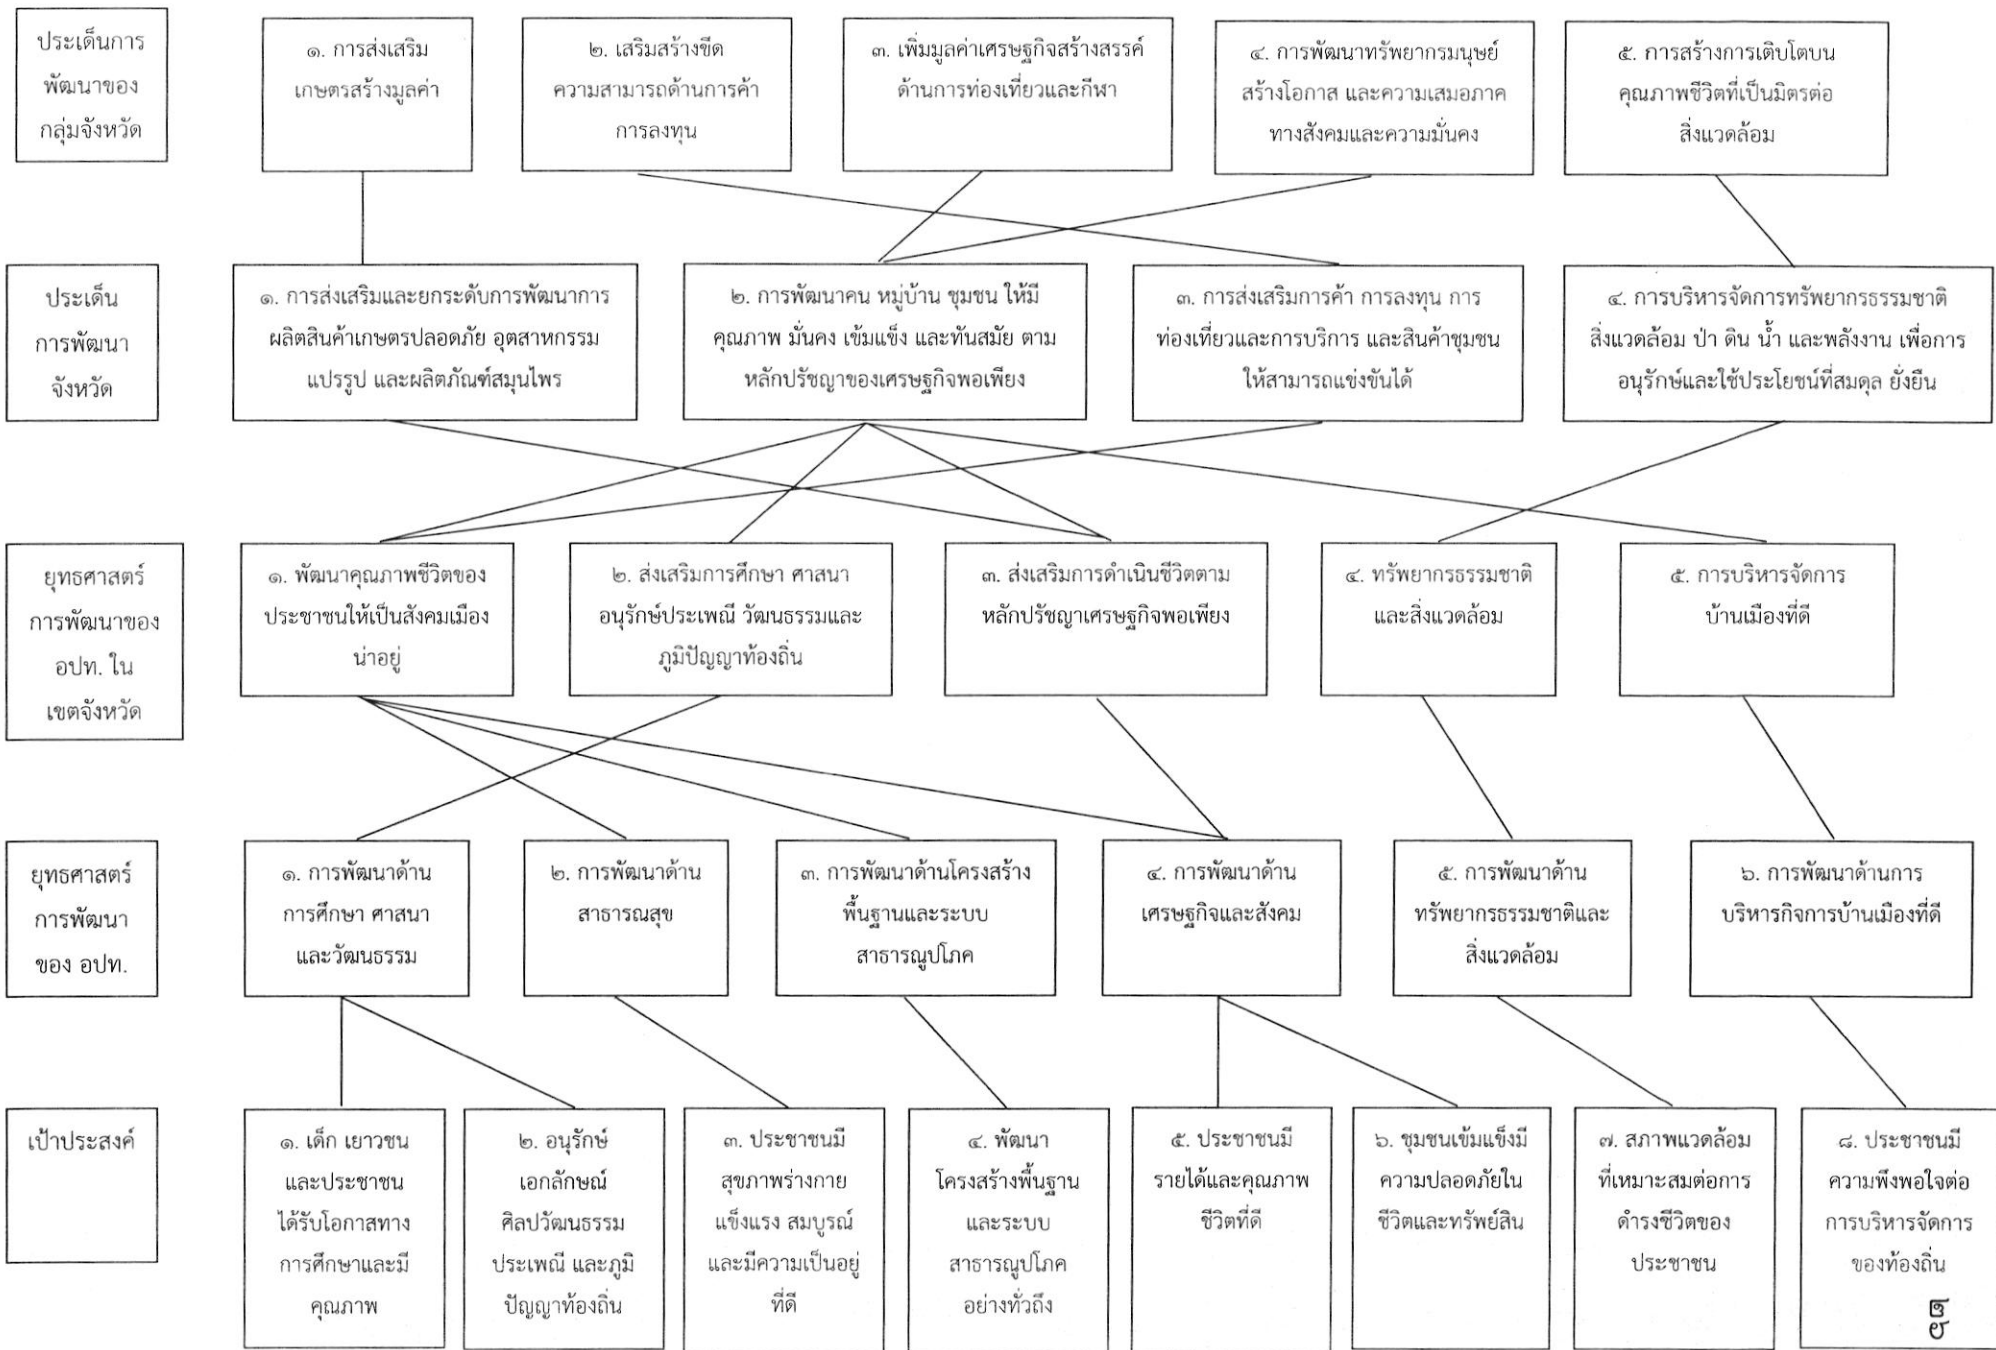 ประเด็นการ
พัฒนาของ
กลุ่มจังหวัด
๑. การส่งเสริม
เกษตรสร้างมูลค่า
๒. เสริมสร้างขีด
ความสามารถด้านการค้า
การลงทุน
๓. เพิ่มมูลค่าเศรษฐกิจสร้างสรรค์
ด้านการท่องเที่ยวและกีฬา
๔. การพัฒนาทรัพยากรมนุษย์
สร้างโอกาส และความเสมอภาค
ทางสังคมและความมั่นคง
๕. การสร้างการเติบโตบน
คุณภาพชีวิตที่เป็นมิตรต่อ
สิ่งแวดล้อม
ประเด็น
การพัฒนา
จังหวัด
๑. การส่งเสริมและยกระดับการพัฒนาการ
ผลิตสินค้าเกษตรปลอดภัย อุตสาหกรรม
แปรรูป และผลิตภัณฑ์สมุนไพร
๒. การพัฒนาคน หมู่บ้าน ชุมชน ให้มี
คุณภาพ มั่นคง เข้มแข็ง และทันสมัย ตาม
หลักปรัชญาของเศรษฐกิจพอเพียง
๓. การส่งเสริมการค้า การลงทุน การ
ท่องเที่ยวและการบริการ และสินค้าชุมชน
ให้สามารถแข่งขันได้
๔. การบริหารจัดการทรัพยากรธรรมชาติ
สิ่งแวดล้อม ป่า ดิน น้ำ และพลังงาน เพื่อการ
อนุรักษ์และใช้ประโยชน์ที่สมดุล ยั่งยืน
ยุทธศาสตร์
การพัฒนาของ
อปท. ใน
เขตจังหวัด
๑. พัฒนาคุณภาพชีวิตของ
ประชาชนให้เป็นสังคมเมือง
น่าอยู่
๒. ส่งเสริมการศึกษา ศาสนา
อนุรักษ์ประเพณี วัฒนธรรมและ
ภูมิปัญญาท้องถิ่น
๓. ส่งเสริมการดำเนินชีวิตตาม
หลักปรัชญาเศรษฐกิจพอเพียง
๔. ทรัพยากรธรรมชาติ
และสิ่งแวดล้อม
๕. การบริหารจัดการ
บ้านเมืองที่ดี
ยุทธศาสตร์
การพัฒนา
ของ อปท.
๑. การพัฒนาด้าน
การศึกษา ศาสนา
และวัฒนธรรม
๒. การพัฒนาด้าน
สาธารณสุข
๓. การพัฒนาด้านโครงสร้าง
พื้นฐานและระบบ
สาธารณูปโภค
๔. การพัฒนาด้าน
เศรษฐกิจและสังคม
๕. การพัฒนาด้าน
ทรัพยากรธรรมชาติและ
สิ่งแวดล้อม
๖. การพัฒนาด้านการ
บริหารกิจการบ้านเมืองที่ดี
เป้าประสงค์
๑. เด็ก เยาวชน
และประชาชน
ได้รับโอกาสทาง
การศึกษาและมี
คุณภาพ
๒. อนุรักษ์
เอกลักษณ์
ศิลปวัฒนธรรม
ประเพณี และภูมิ
ปัญญาท้องถิ่น
๓. ประชาชนมี
สุขภาพร่างกาย
แข็งแรง สมบูรณ์
และมีความเป็นอยู่
ที่ดี
๔. พัฒนา
โครงสร้างพื้นฐาน
และระบบ
สาธารณูปโภค
อย่างทั่วถึง
๕. ประชาชนมี
รายได้และคุณภาพ
ชีวิตที่ดี
๖. ชุมชนเข้มแข็งมี
ความปลอดภัยใน
ชีวิตและทรัพย์สิน
๗. สภาพแวดล้อม
ที่เหมาะสมต่อการ
ดำรงชีวิตของ
ประชาชน
๘. ประชาชนมี
ความพึงพอใจต่อ
การบริหารจัดการ
ของท้องถิ่น
๒๖